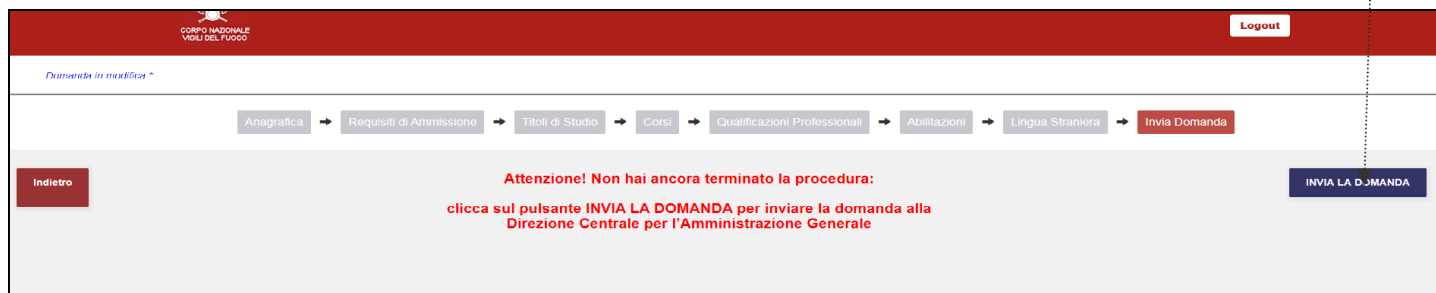 CORPO NAZIONALE
VIGILI DEL FUOCO
Logout
Domanda in modifica *
Anagrafica ➔ Requisiti di Ammissione ➔ Titoli di Studio ➔ Corsi ➔ Qualificazioni Professionali ➔ Abilitazioni ➔ Lingua Straniera ➔ Invia Domanda
Indietro
Attenzione! Non hai ancora terminato la procedura:
INVIA LA DOMANDA
clicca sul pulsante INVIA LA DOMANDA per inviare la domanda alla
Direzione Centrale per l'Amministrazione Generale